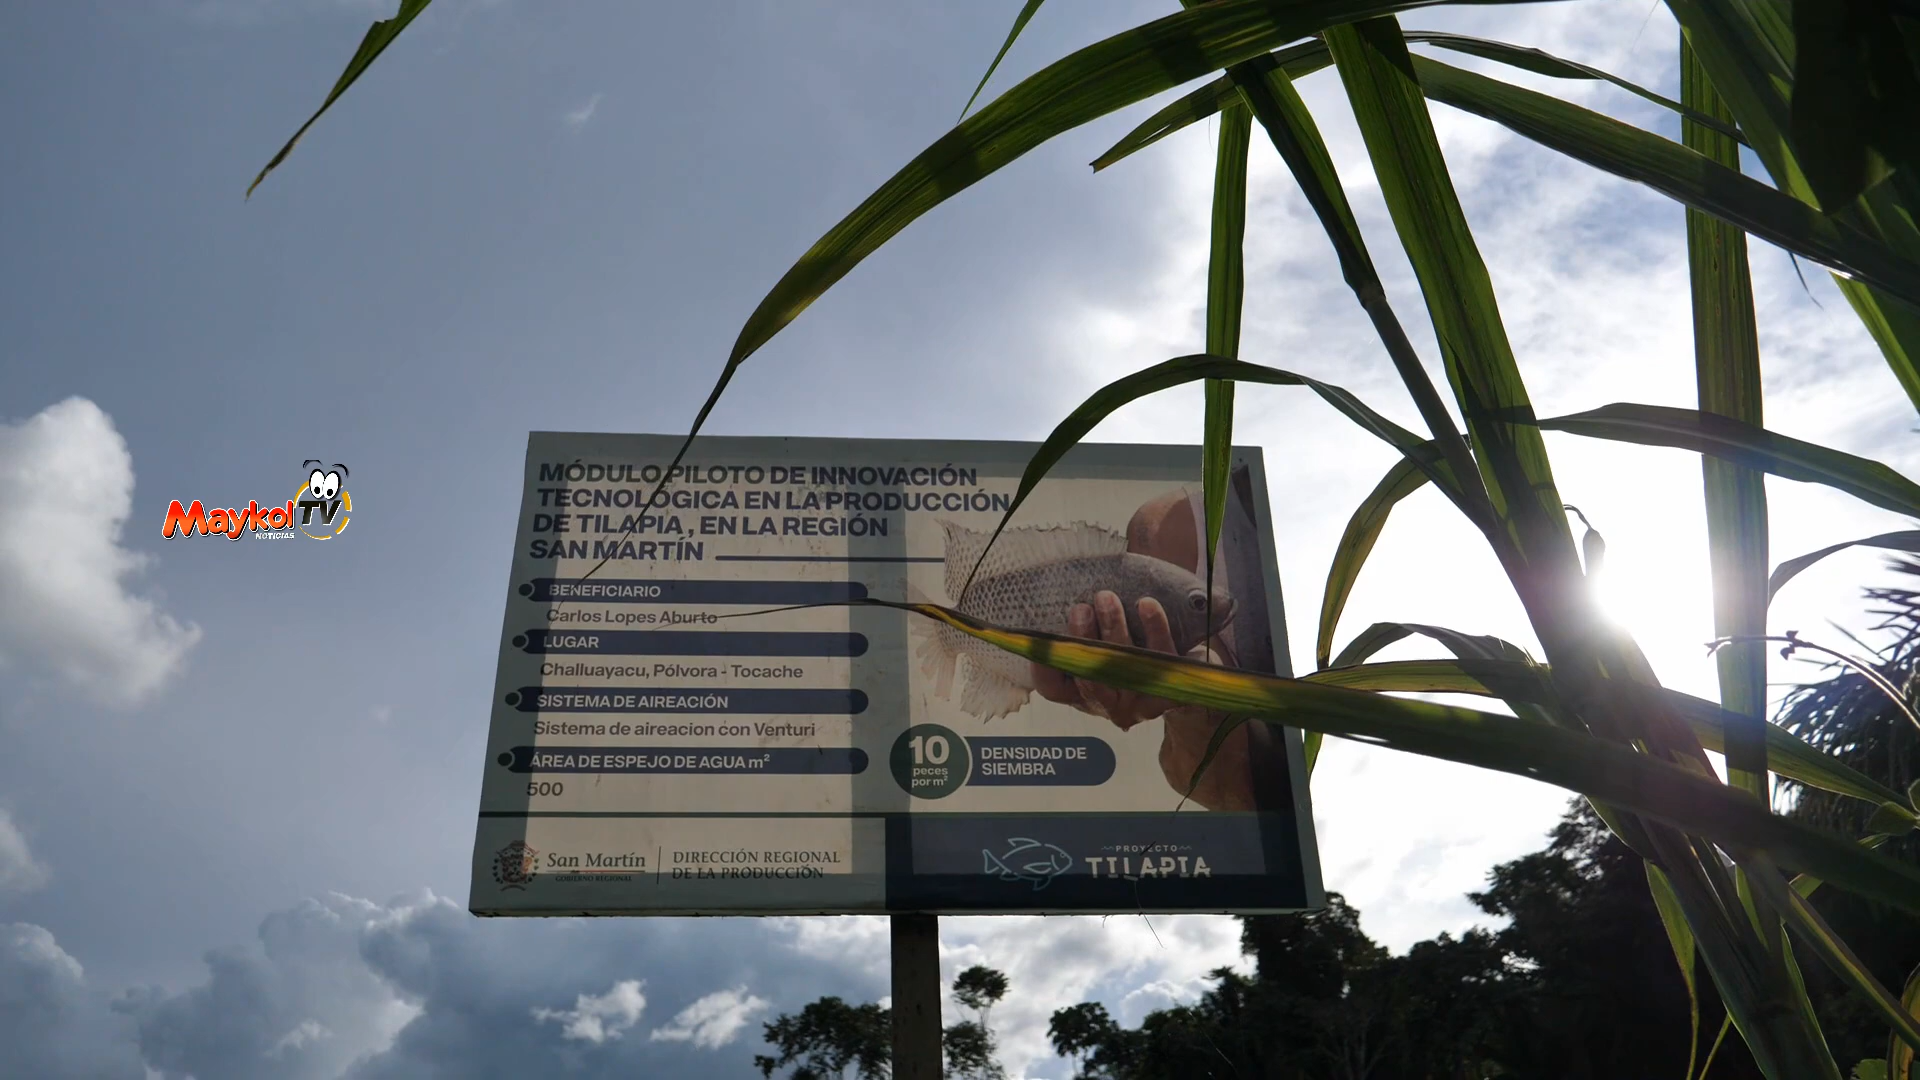 MÓDULO PILOTO DE INNOVACIÓN
TECNOLÓGICA EN LA PRODUCCIÓN
DE TILAPIA, EN LA REGIÓN
SAN MARTÍN
BENEFICIARIO
Carlos Lopes Aburto
LUGAR
Challuayacu, Pólvora - Tocache
SISTEMA DE AIREACIÓN
Sistema de aireacion con Venturi
ÁREA DE ESPEJO DE AGUA m²
500
10
peces
por m²
DENSIDAD DE
SIEMBRA
San Martín
GOBIERNO REGIONAL
DIRECCIÓN REGIONAL
DE LA PRODUCCIÓN
PROYECTO
TILAPIA
Maykol TV
NOTICIAS